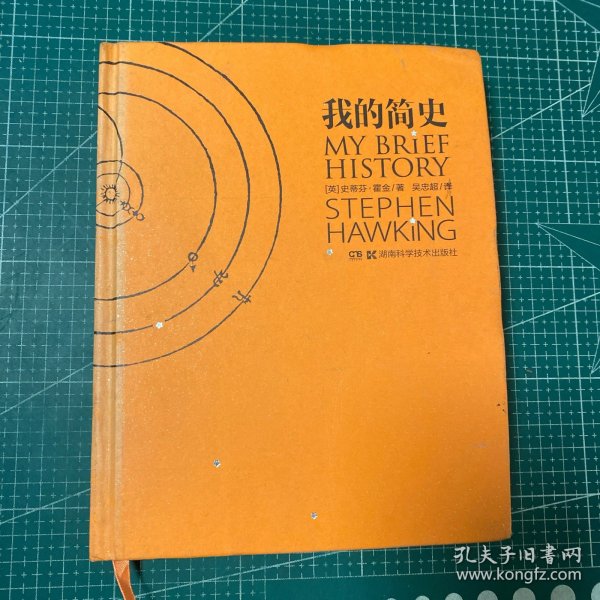 我的简史
MY BRiEF
HISTORY
[英]史蒂芬·霍金/著 吴忠超/译
STEPHEN
HAWKiNG
湖南科学技术出版社
孔夫子旧书网
www.kongfz.com